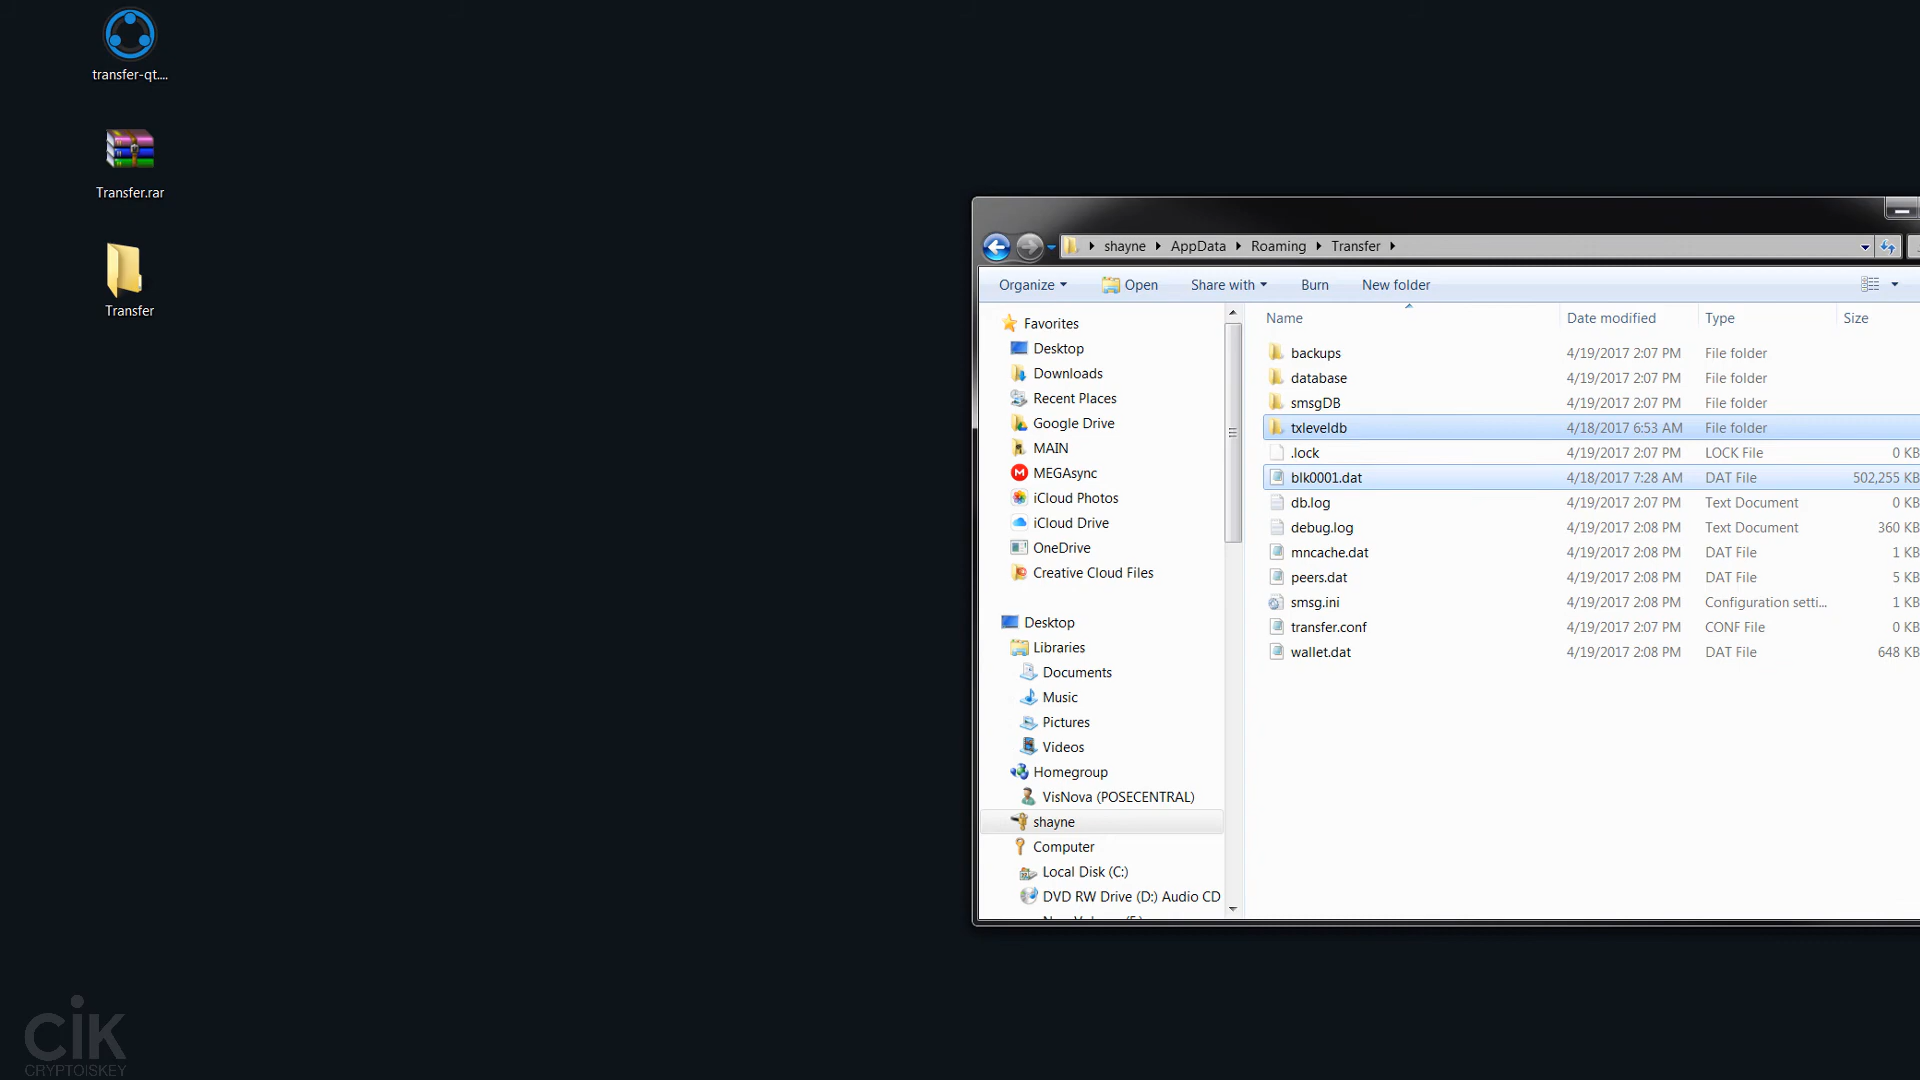 transfer-qt....
Transfer.rar
Transfer
shayne AppData Roaming Transfer
Organize Open Share with Burn New folder
Favorites
Desktop
Downloads
Recent Places
Google Drive
MAIN
MEGAsync
iCloud Photos
iCloud Drive
OneDrive
Creative Cloud Files
Desktop
Libraries
Documents
Music
Pictures
Videos
Homegroup
VisNova (POSECENTRAL)
shayne
Computer
Local Disk (C:)
DVD RW Drive (D:) Audio CD
Name Date modified Type Size
backups 4/19/2017 2:07 PM File folder
database 4/19/2017 2:07 PM File folder
smsgDB 4/19/2017 2:07 PM File folder
txleveldb 4/18/2017 6:53 AM File folder
.lock 4/19/2017 2:07 PM LOCK File 0 KB
blk0001.dat 4/18/2017 7:28 AM DAT File 502,255 KB
db.log 4/19/2017 2:07 PM Text Document 0 KB
debug.log 4/19/2017 2:08 PM Text Document 360 KB
mncache.dat 4/19/2017 2:08 PM DAT File 1 KB
peers.dat 4/19/2017 2:08 PM DAT File 5 KB
smsg.ini 4/19/2017 2:08 PM Configuration setti... 1 KB
transfer.conf 4/19/2017 2:07 PM CONF File 0 KB
wallet.dat 4/19/2017 2:08 PM DAT File 648 KB
CiK
CRYPTOISKEY